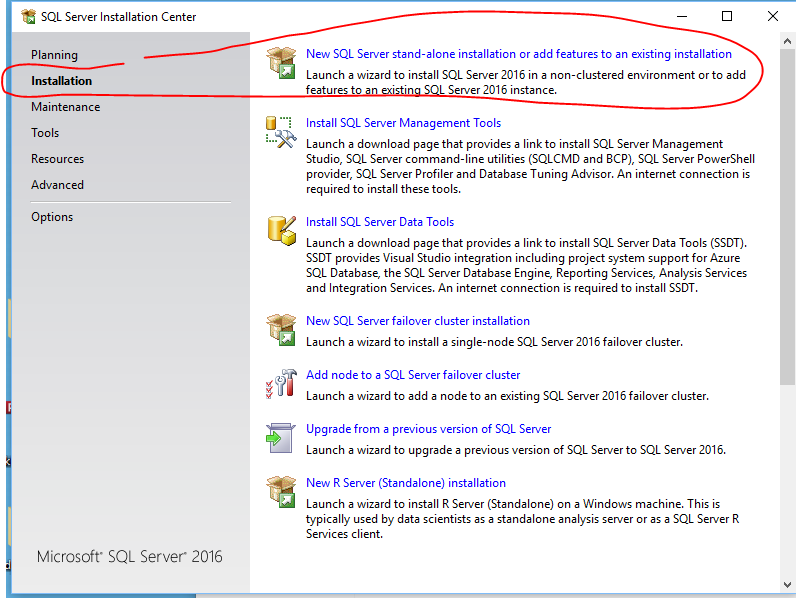 SQL Server Installation Center
Planning
Installation
Maintenance
Tools
Resources
Advanced
Options
Microsoft® SQL Server® 2016
New SQL Server stand-alone installation or add features to an existing installation
Launch a wizard to install SQL Server 2016 in a non-clustered environment or to add
features to an existing SQL Server 2016 instance.
Install SQL Server Management Tools
Launch a download page that provides a link to install SQL Server Management
Studio, SQL Server command-line utilities (SQLCMD and BCP), SQL Server PowerShell
provider, SQL Server Profiler and Database Tuning Advisor. An internet connection is
required to install these tools.
Install SQL Server Data Tools
Launch a download page that provides a link to install SQL Server Data Tools (SSDT).
SSDT provides Visual Studio integration including project system support for Azure
SQL Database, the SQL Server Database Engine, Reporting Services, Analysis Services
and Integration Services. An internet connection is required to install SSDT.
New SQL Server failover cluster installation
Launch a wizard to install a single-node SQL Server 2016 failover cluster.
Add node to a SQL Server failover cluster
Launch a wizard to add a node to an existing SQL Server 2016 failover cluster.
Upgrade from a previous version of SQL Server
Launch a wizard to upgrade a previous version of SQL Server to SQL Server 2016.
New R Server (Standalone) installation
Launch a wizard to install R Server (Standalone) on a Windows machine. This is
typically used by data scientists as a standalone analysis server or as a SQL Server R
Services client.